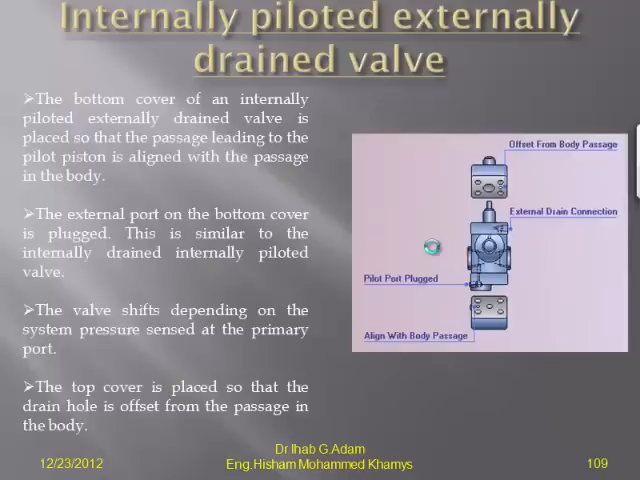 Internally piloted externally
drained valve
➢The bottom cover of an internally
piloted externally drained valve is
placed so that the passage leading to the
pilot piston is aligned with the passage
in the body.
➢The external port on the bottom cover
is plugged. This is similar to the
internally drained internally piloted
valve.
➢The valve shifts depending on the
system pressure sensed at the primary
port.
➢The top cover is placed so that the
drain hole is offset from the passage in
the body.
Offset From Body Passage
External Drain Connection
Pilot Port Plugged
Align With Body Passage
12/23/2012
Dr.Ihab G.Adam
Eng.Hisham Mohammed Khamys
109